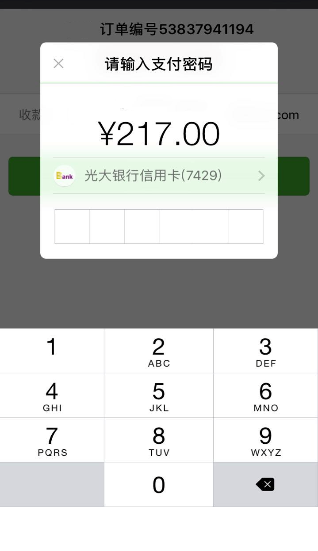 订单编号53837941194
请输入支付密码
收款
com
¥217.00
Bank 光大银行信用卡(7429)
1
2
ABC
3
DEF
4
GHI
5
JKL
6
MNO
7
PQRS
8
TUV
9
WXYZ
0